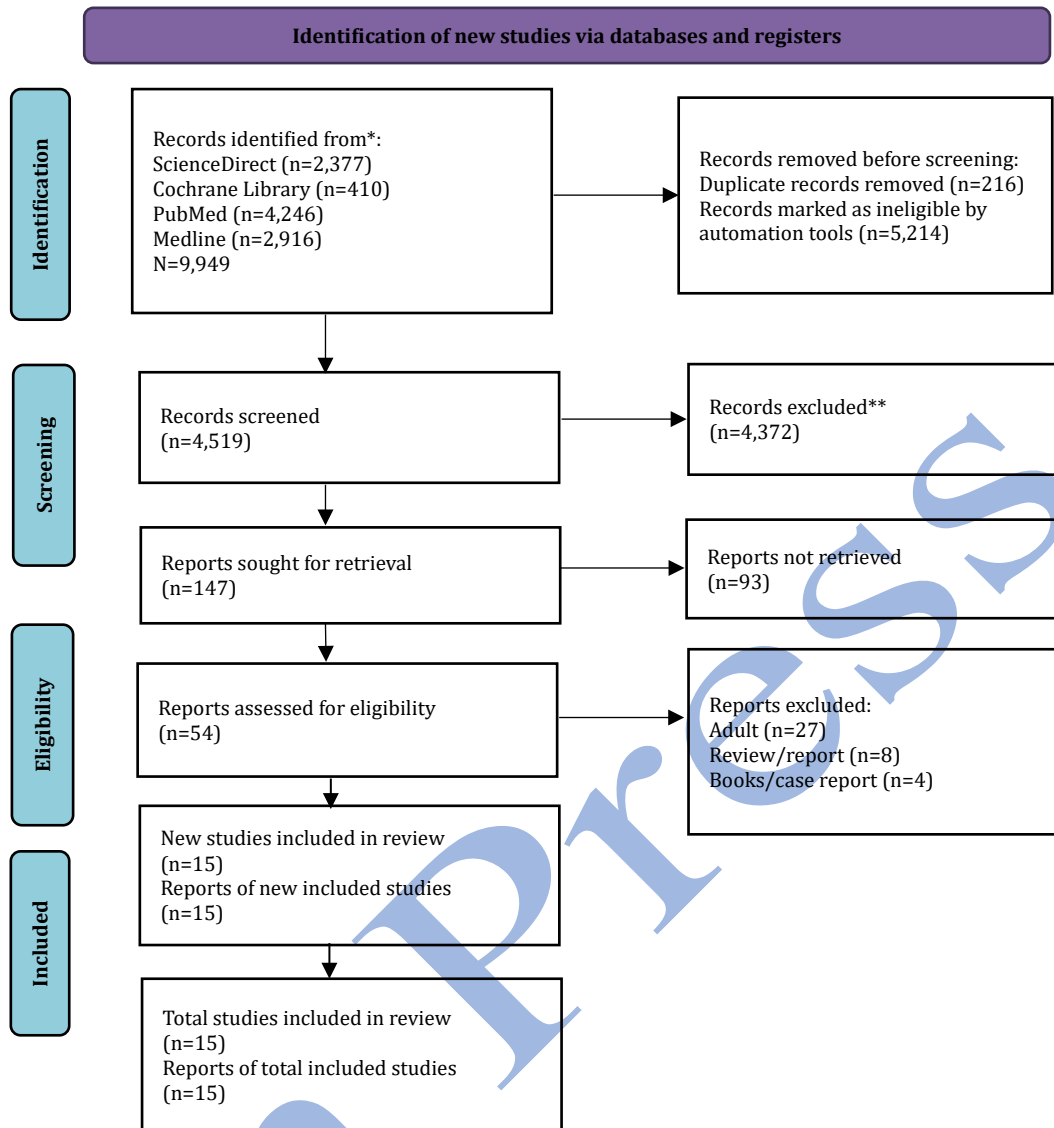 Identification of new studies via databases and registers
Identification
Records identified from*:
ScienceDirect (n=2,377)
Cochrane Library (n=410)
PubMed (n=4,246)
Medline (n=2,916)
N=9,949
Records removed before screening:
Duplicate records removed (n=216)
Records marked as ineligible by
automation tools (n=5,214)
Screening
Records screened
(n=4,519)
Records excluded**
(n=4,372)
Reports sought for retrieval
(n=147)
Reports not retrieved
(n=93)
Eligibility
Reports assessed for eligibility
(n=54)
Reports excluded:
Adult (n=27)
Review/report (n=8)
Books/case report (n=4)
Included
New studies included in review
(n=15)
Reports of new included studies
(n=15)
Total studies included in review
(n=15)
Reports of total included studies
(n=15)
Press